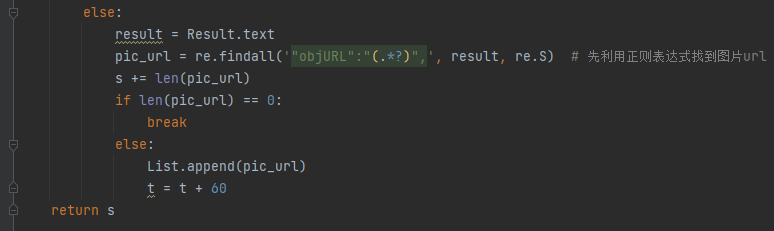 else:
result = Result.text
pic_url = re.findall('"objURL":"(.*?)",', result, re.S)  # 先利用正则表达式找到图片url
s += len(pic_url)
if len(pic_url) == 0:
break
else:
List.append(pic_url)
t = t + 60
return s